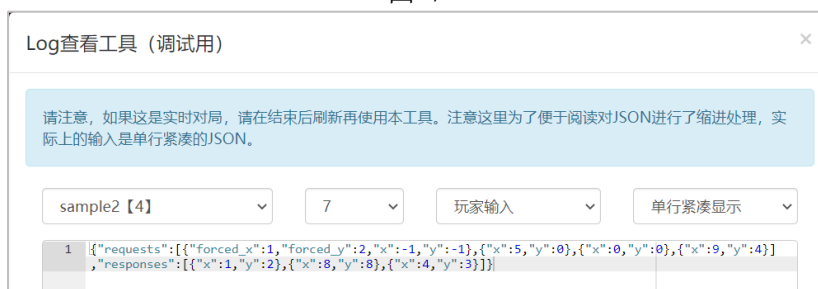 Log查看工具（调试用）
×
请注意，如果这是实时对局，请在结束后刷新再使用本工具。注意这里为了便于阅读对JSON进行了缩进处理，实
际上的输入是单行紧凑的JSON。
sample2【4】 7 玩家输入 单行紧凑显示
1 {"requests":[{"forced_x":1,"forced_y":2,"x":-1,"y":-1},{"x":5,"y":0},{"x":0,"y":0},{"x":9,"y":4}]
,"responses":[{"x":1,"y":2},{"x":8,"y":8},{"x":4,"y":3}]}